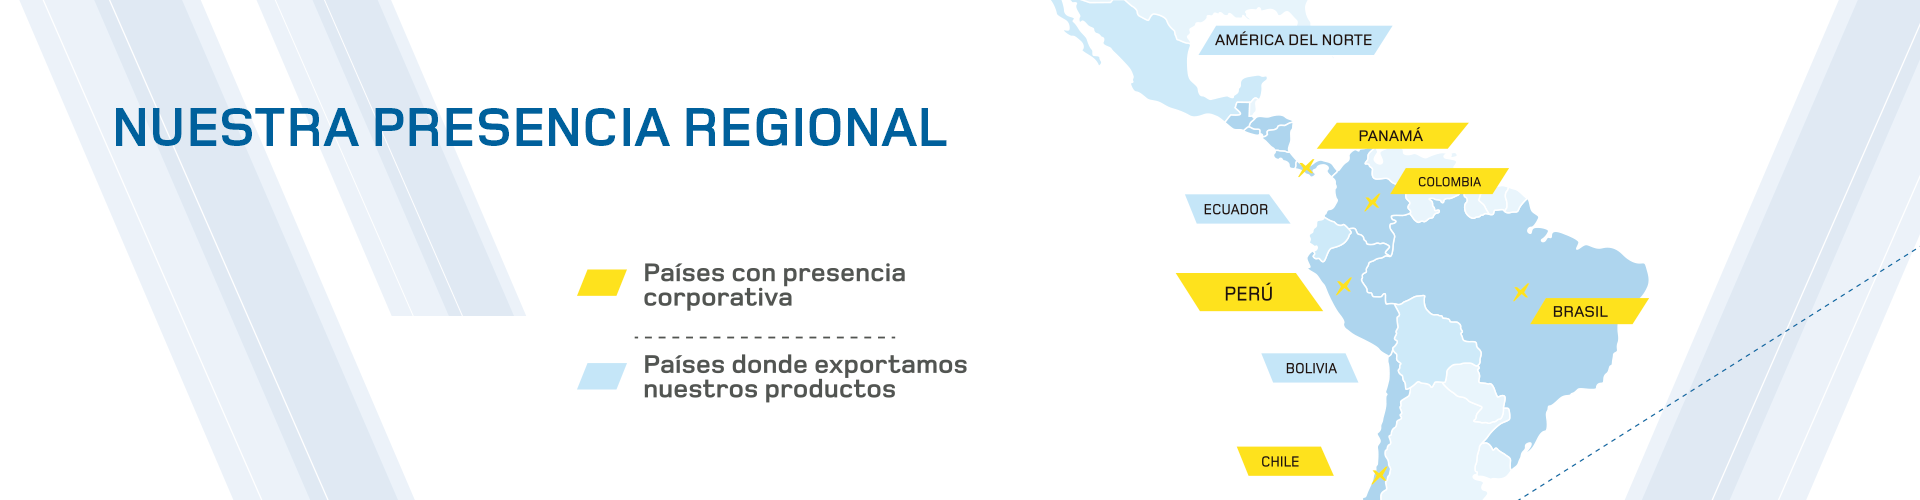 NUESTRA PRESENCIA REGIONAL
Países con presencia
corporativa
Países donde exportamos
nuestros productos
AMÉRICA DEL NORTE
PANAMÁ
COLOMBIA
ECUADOR
PERÚ
BRASIL
BOLIVIA
CHILE